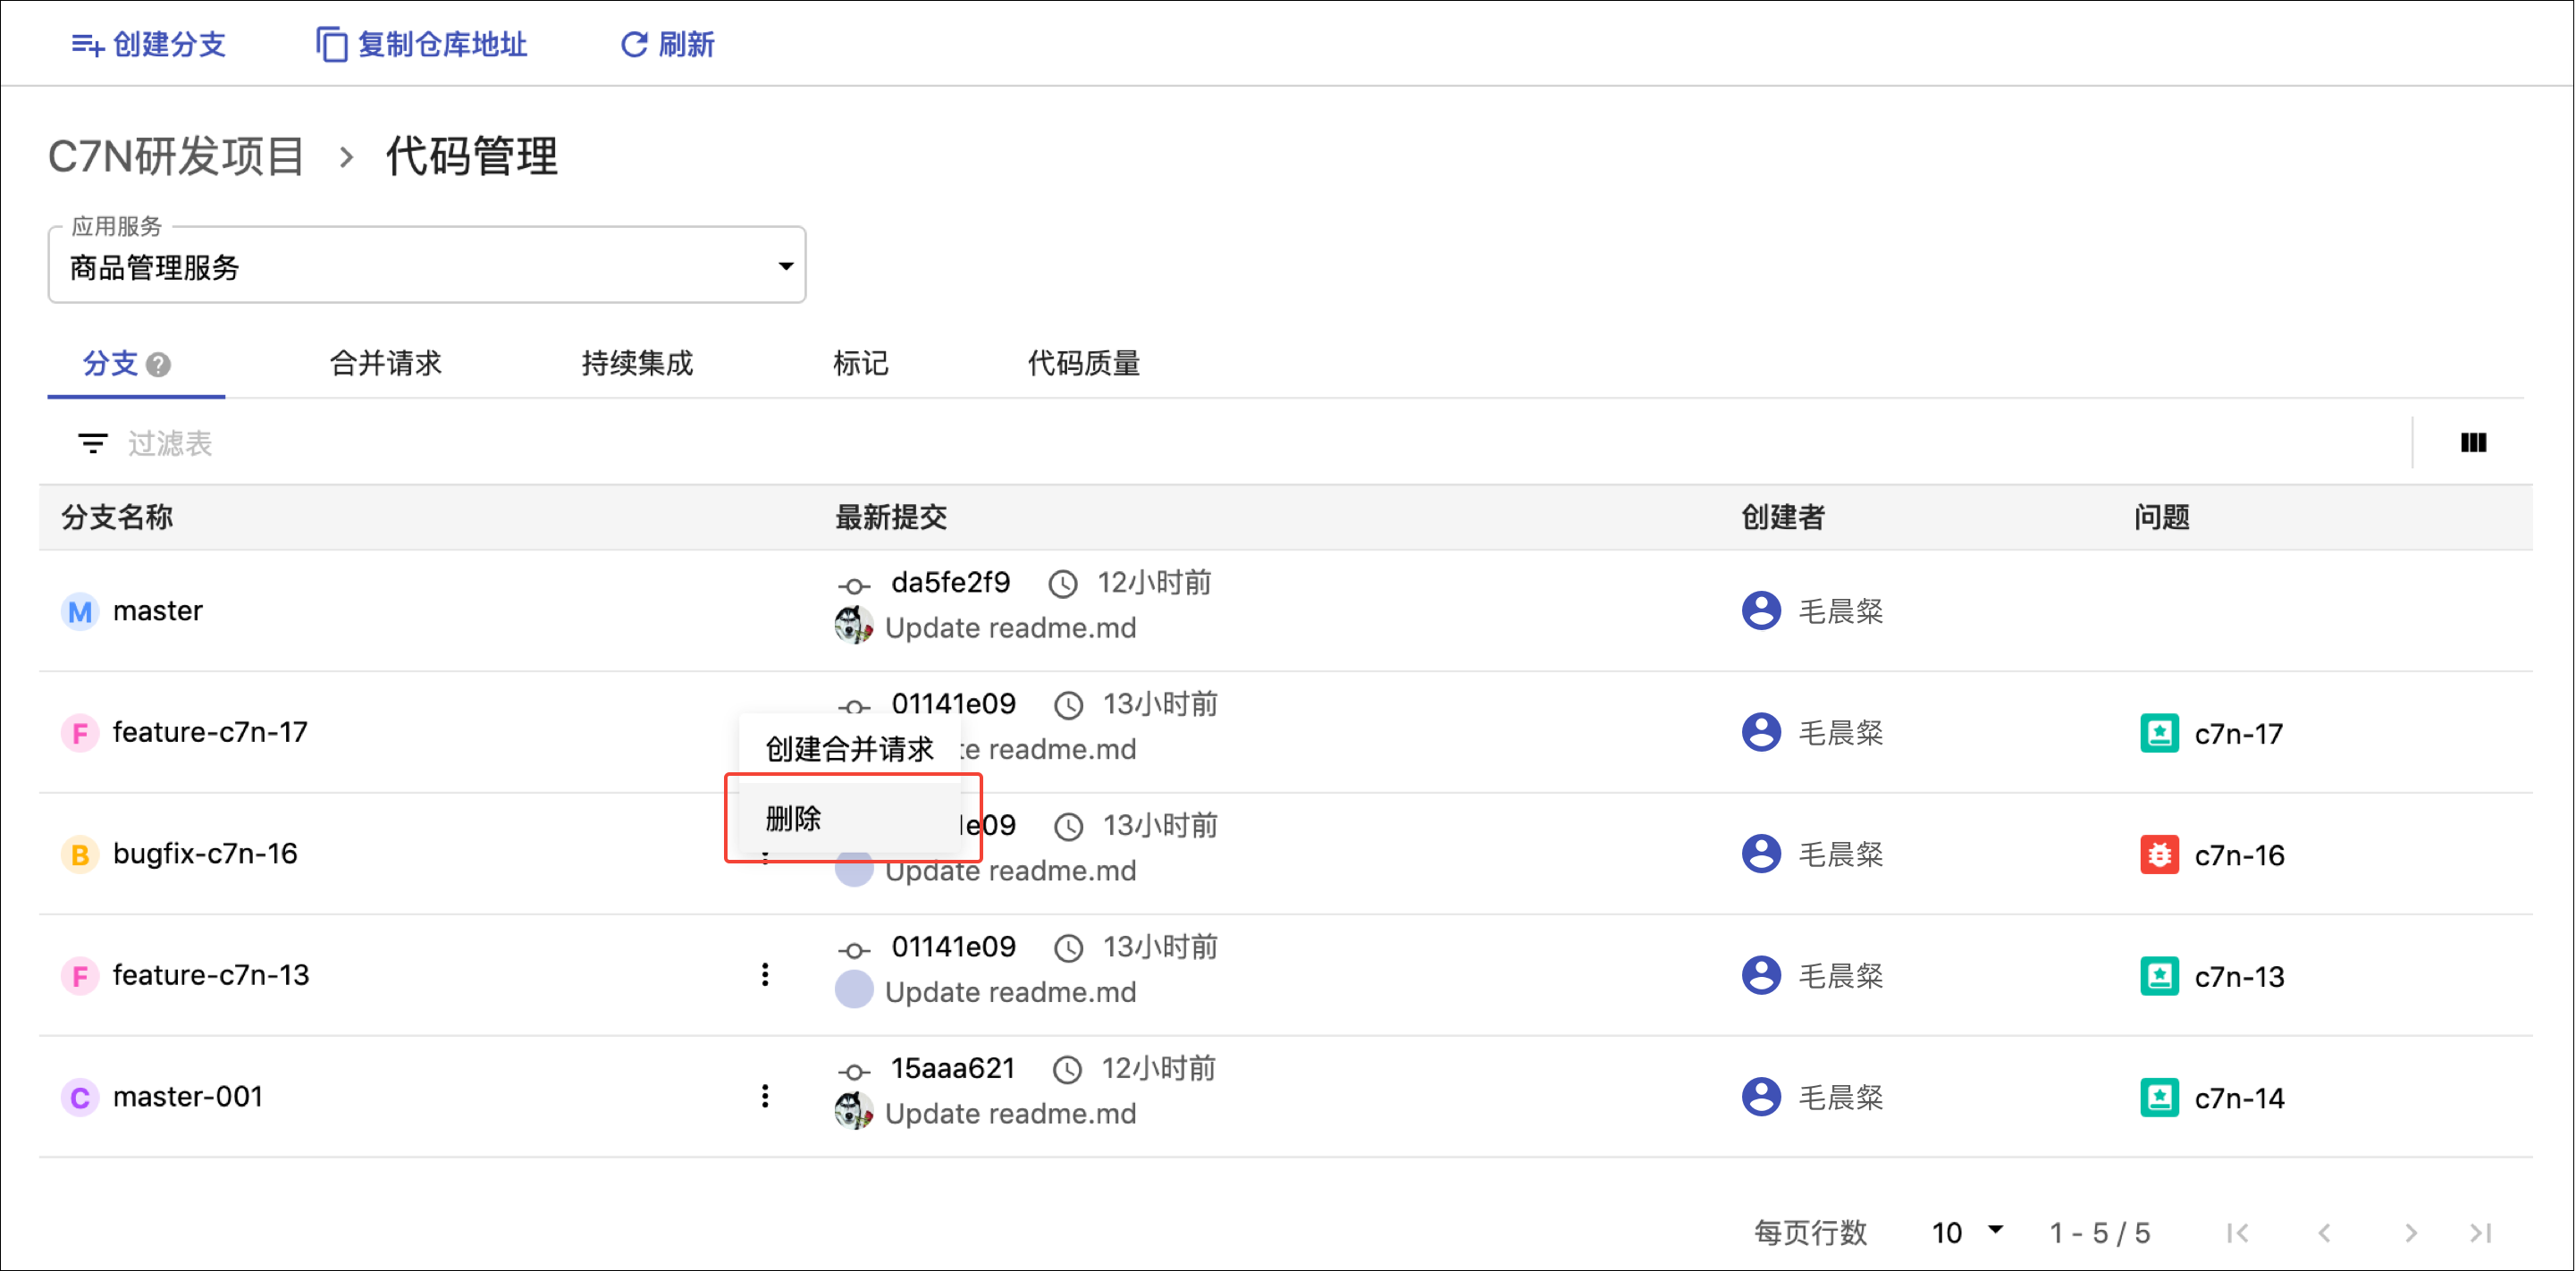 创建分支 复制仓库地址 刷新
C7N研发项目 › 代码管理
应用服务
商品管理服务
分支 ? 合并请求 持续集成 标记 代码质量
过滤表
分支名称 最新提交 创建者 问题
M master da5fe2f9 12小时前 毛晨粲
Update readme.md
F feature-c7n-17 01141e09 13小时前 毛晨粲 c7n-17
te readme.md
创建合并请求
删除
B bugfix-c7n-16 1e09 13小时前 毛晨粲 c7n-16
Update readme.md
F feature-c7n-13 01141e09 13小时前 毛晨粲 c7n-13
Update readme.md
C master-001 15aaa621 12小时前 毛晨粲 c7n-14
Update readme.md
每页行数 10 1 - 5 / 5